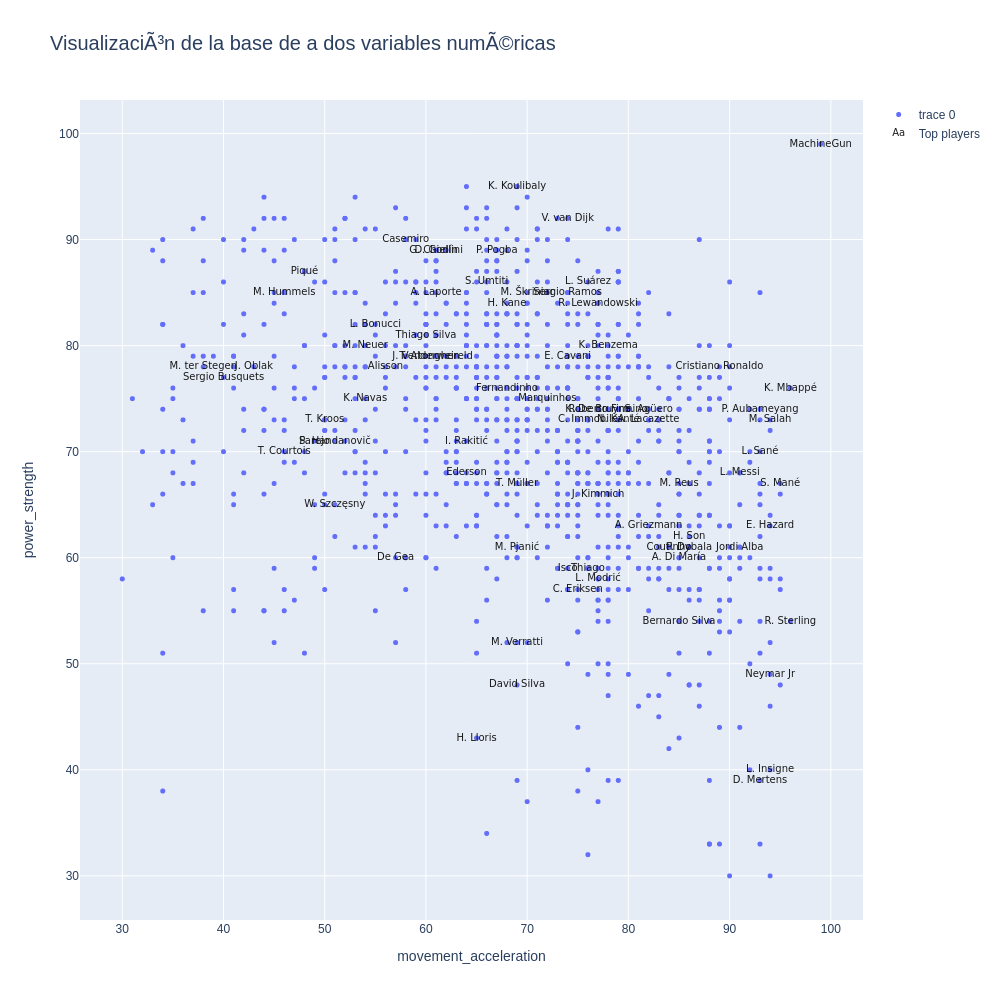 VisualizaciÃ³n de la base de a dos variables numÃ©ricas
trace 0
Aa Top players
100
90
80
70
60
50
40
30
power_strength
30 40 50 60 70 80 90 100
movement_acceleration
MachineGun
K. Koulibaly
V. van Dijk
Casemiro
P. Pogba
Piqué
S. Umtiti
L. Suárez
M. Hummels
A. Laporte
M. Škriniar
Sergio Ramos
H. Kane
R. Lewandowski
L. Bonucci
Thiago Silva
M. Neuer
K. Benzema
E. Cavani
M. ter Stegen
J. Oblak
Alisson
Cristiano Ronaldo
Sergio Busquets
Fernandinho
K. Mbappé
K. Navas
Marquinhos
P. Aubameyang
T. Kroos
C. Immobile
A. Lacazette
M. Salah
S. Handanovič
I. Rakitić
T. Courtois
L. Sané
Ederson
L. Messi
T. Müller
M. Reus
S. Mané
J. Kimmich
W. Szczęsny
A. Griezmann
E. Hazard
H. Son
M. Pjanić
P. Dybala
Jordi Alba
De Gea
A. Di María
Isco
Thiago
L. Modrić
C. Eriksen
Bernardo Silva
R. Sterling
M. Verratti
Neymar Jr
David Silva
H. Lloris
L. Insigne
D. Mertens